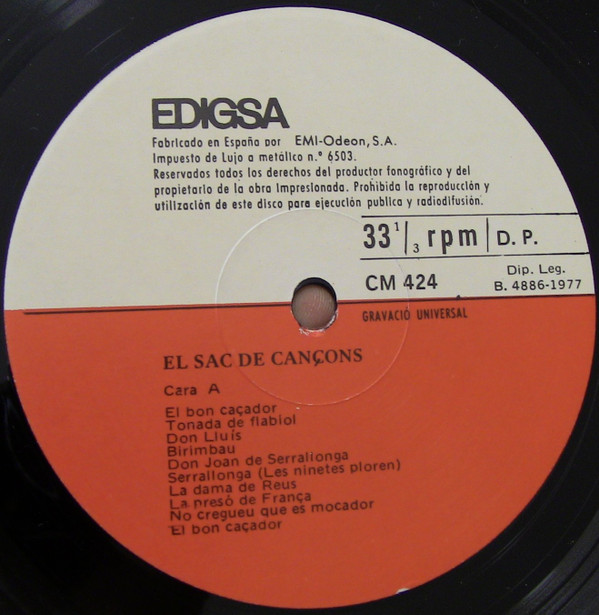 EDIGSA
Fabricado en España por EMI-Odeon, S.A.
Impuesto de Lujo a metálico n.º 6503.
Reservados todos los derechos del productor fonográfico y del
propietario de la obra impresionada. Prohibida la reproducción y
utilización de este disco para ejecución publica y radiodifusión.
33 1/3 rpm | D. P.
CM 424
Dip. Leg.
B. 4886-1977
GRAVACIÓ UNIVERSAL
EL SAC DE CANÇONS
Cara A
El bon caçador
Tonada de flabiol
Don Lluís
Birimbau
Don Joan de Serrallonga
Serrallonga (Les ninetes ploren)
La dama de Reus
La presó de França
No cregueu que es mocador
El bon caçador